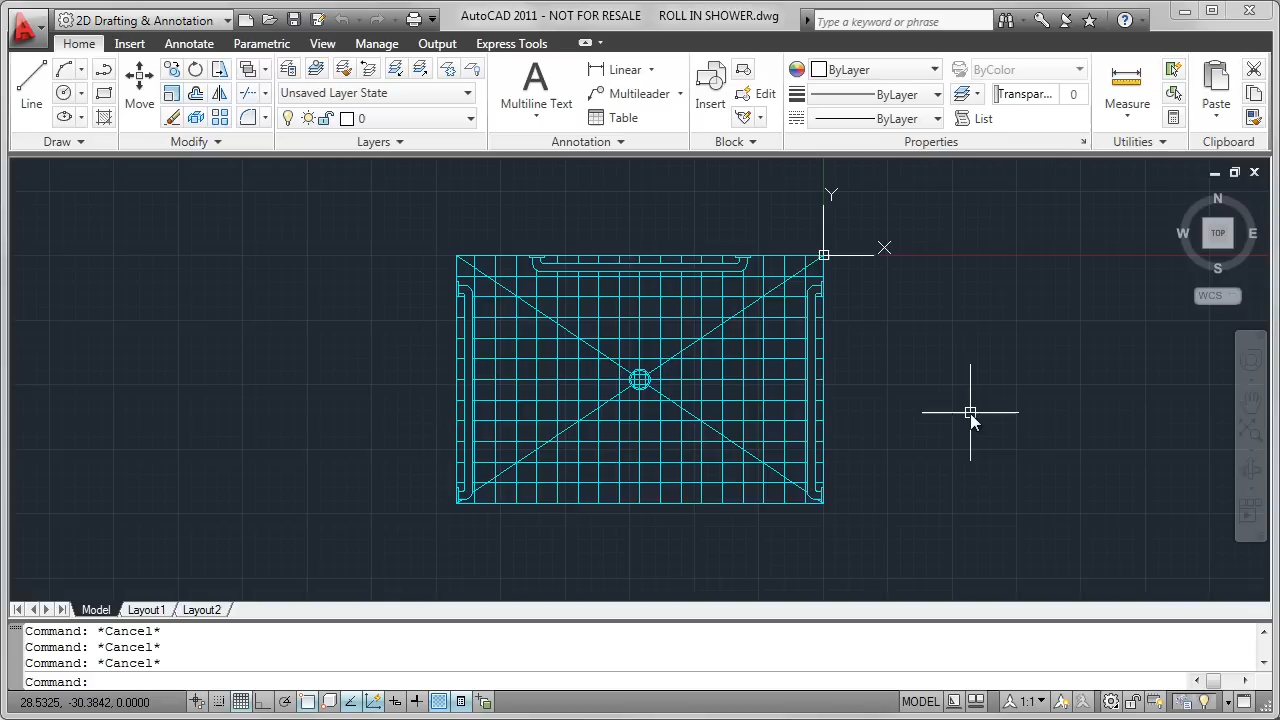 2D Drafting & Annotation
AutoCAD 2011 - NOT FOR RESALE ROLL IN SHOWER.dwg
Type a keyword or phrase
Home Insert Annotate Parametric View Manage Output Express Tools
Line
Move
Unsaved Layer State
0
Multiline Text
Linear
Multileader
Table
Insert
Edit
ByLayer
ByLayer
ByLayer
ByColor
Transpar... 0
List
Measure
Paste
Draw Modify Layers Annotation Block Properties Utilities Clipboard
Y
X
N
W TOP E
S
WCS
Model Layout1 Layout2
Command: *Cancel*
Command: *Cancel*
Command: *Cancel*
Command:
28.5325, -30.3842, 0.0000
MODEL
1:1